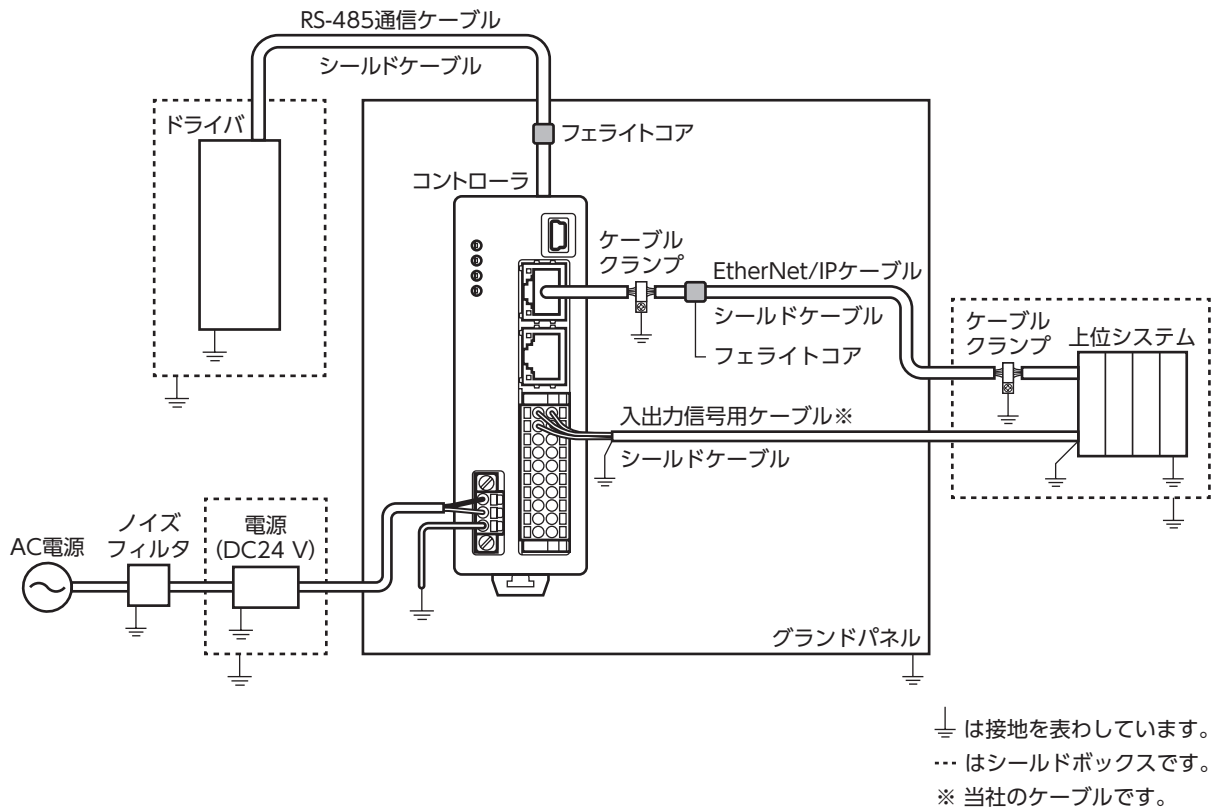 RS-485通信ケーブル
シールドケーブル
ドライバ
フェライトコア
コントローラ
ケーブル
クランプ
EtherNet/IPケーブル
シールドケーブル
フェライトコア
ケーブル
クランプ
上位システム
入出力信号用ケーブル※
シールドケーブル
AC電源
ノイズ
フィルタ
電源
(DC24 V)
グランドパネル
は接地を表わしています。
はシールドボックスです。
※ 当社のケーブルです。